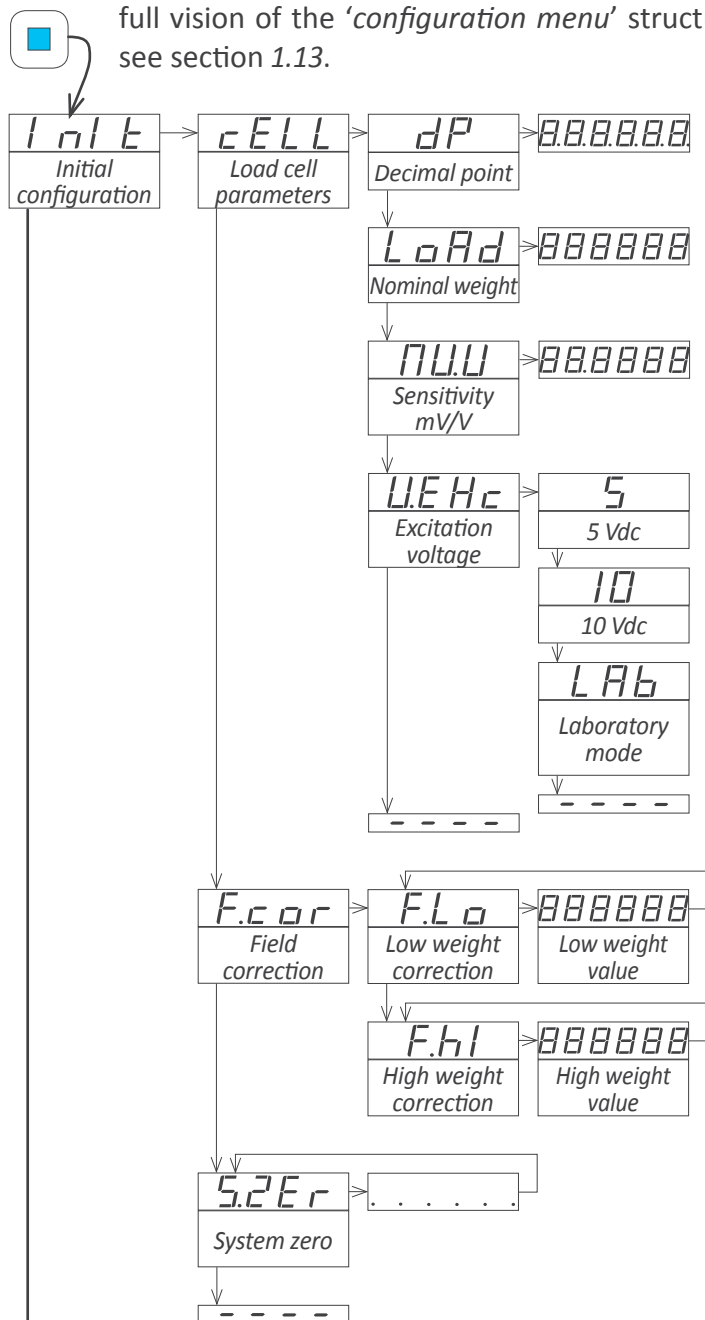 full vision of the ‘configuration menu’ struct
see section 1.13.
InIt
Initial
configuration
cELL
Load cell
parameters
dP
Decimal point
8.8.8.8.8.8.
LoAd
Nominal weight
888888
MU.U
Sensitivity
mV/V
88.8888
U.EHc
Excitation
voltage
5
5 Vdc
10
10 Vdc
LAb
Laboratory
mode
- - - -
- - - -
F.cor
Field
correction
F.Lo
Low weight
correction
888888
Low weight
value
F.hI
High weight
correction
888888
High weight
value
S.2Er
System zero
. . . . . .
- - - -